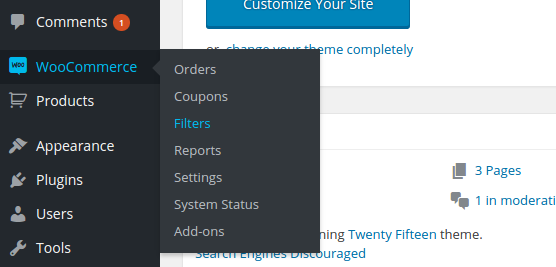 Comments 1
WooCommerce
Products
Appearance
Plugins
Users
Tools
Orders
Coupons
Filters
Reports
Settings
System Status
Add-ons
Customize Your Site
or, change your theme completely
3 Pages
1 in moderati
ning Twenty Fifteen theme.
Search Engines Discouraged